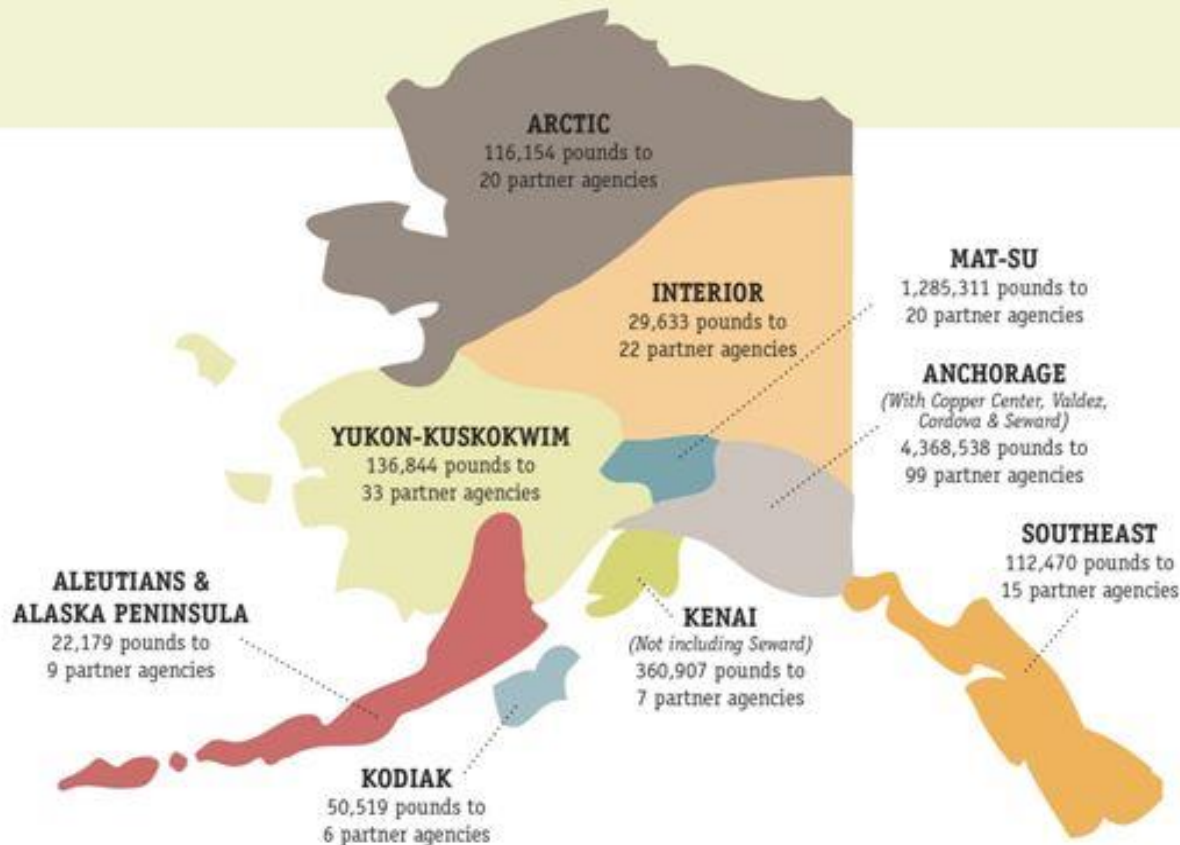 ARCTIC
116,154 pounds to
20 partner agencies
INTERIOR
29,633 pounds to
22 partner agencies
MAT-SU
1,285,311 pounds to
20 partner agencies
ANCHORAGE
(With Copper Center, Valdez,
Cordova & Seward)
4,368,538 pounds to
99 partner agencies
YUKON-KUSKOKWIM
136,844 pounds to
33 partner agencies
SOUTHEAST
112,470 pounds to
15 partner agencies
ALEUTIANS &
ALASKA PENINSULA
22,179 pounds to
9 partner agencies
KENAI
(Not including Seward)
360,907 pounds to
7 partner agencies
KODIAK
50,519 pounds to
6 partner agencies